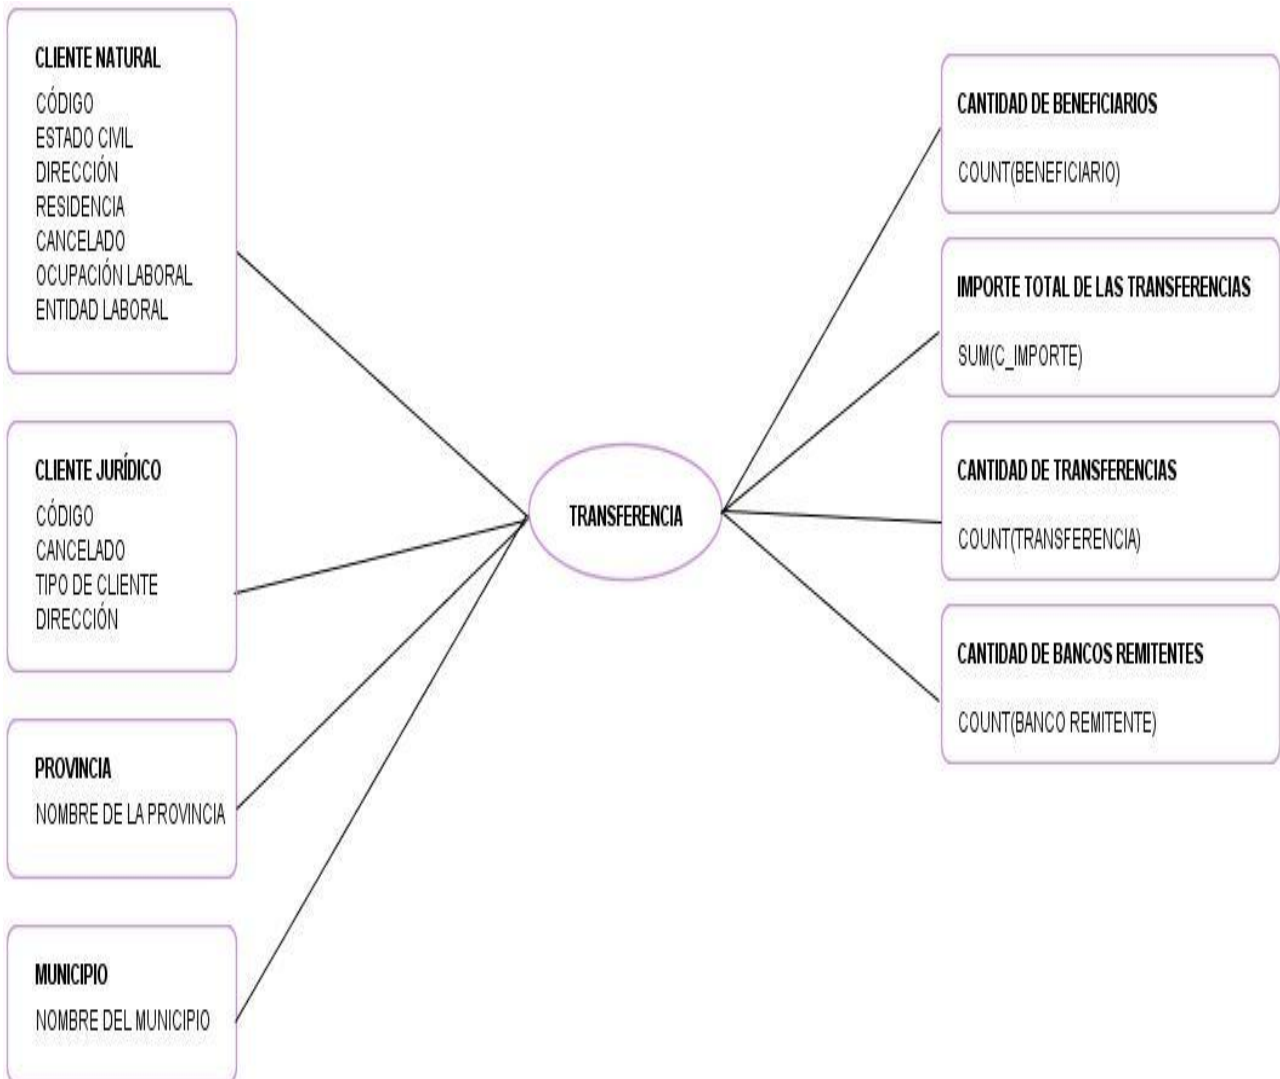 CLIENTE NATURAL
CÓDIGO
ESTADO CIVIL
DIRECCIÓN
RESIDENCIA
CANCELADO
OCUPACIÓN LABORAL
ENTIDAD LABORAL
CLIENTE JURÍDICO
CÓDIGO
CANCELADO
TIPO DE CLIENTE
DIRECCIÓN
PROVINCIA
NOMBRE DE LA PROVINCIA
MUNICIPIO
NOMBRE DEL MUNICIPIO
TRANSFERENCIA
CANTIDAD DE BENEFICIARIOS
COUNT(BENEFICIARIO)
IMPORTE TOTAL DE LAS TRANSFERENCIAS
SUM(C_IMPORTE)
CANTIDAD DE TRANSFERENCIAS
COUNT(TRANSFERENCIA)
CANTIDAD DE BANCOS REMITENTES
COUNT(BANCO REMITENTE)